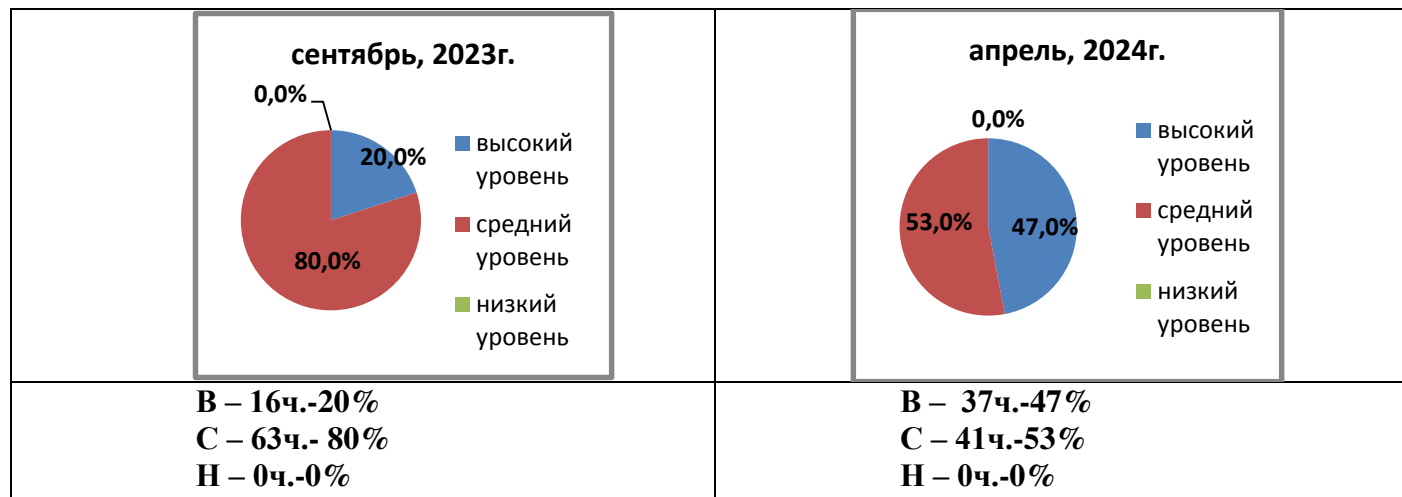 сентябрь, 2023г.
0,0%
20,0%
80,0%
высокий
уровень
средний
уровень
низкий
уровень
апрель, 2024г.
0,0%
53,0%
47,0%
высокий
уровень
средний
уровень
низкий
уровень
В – 16ч.-20%
С – 63ч.- 80%
Н – 0ч.-0%
В – 37ч.-47%
С – 41ч.-53%
Н – 0ч.-0%